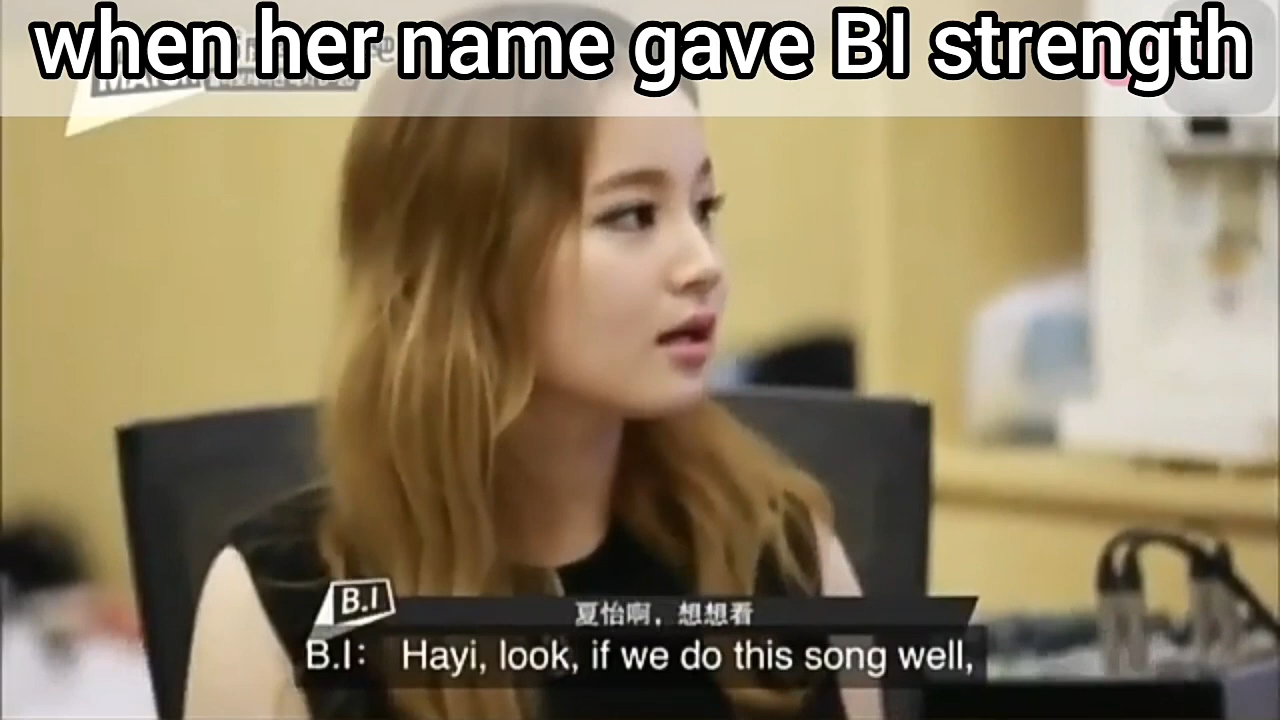 when her name gave BI strength
MATCH
B.I
夏怡啊，想想看
B.I: Hayi, look, if we do this song well,